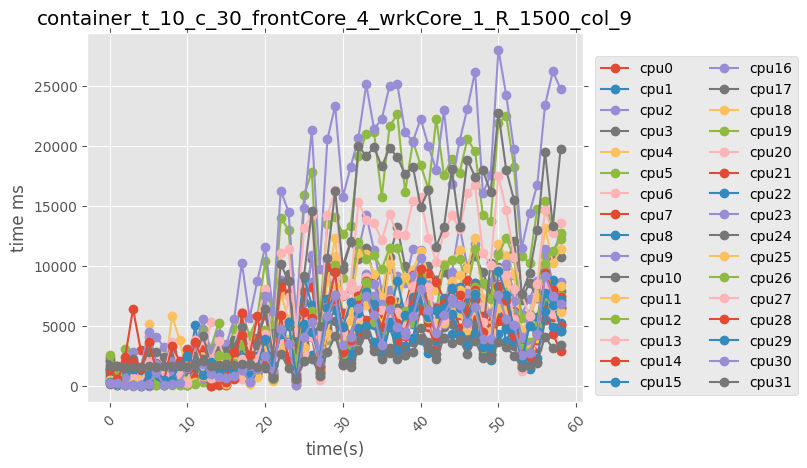 container_t_10_c_30_frontCore_4_wrkCore_1_R_1500_col_9
time ms
25000
20000
15000
10000
5000
0
0
10
20
30
40
50
60
time(s)
cpu0
cpu1
cpu2
cpu3
cpu4
cpu5
cpu6
cpu7
cpu8
cpu9
cpu10
cpu11
cpu12
cpu13
cpu14
cpu15
cpu16
cpu17
cpu18
cpu19
cpu20
cpu21
cpu22
cpu23
cpu24
cpu25
cpu26
cpu27
cpu28
cpu29
cpu30
cpu31